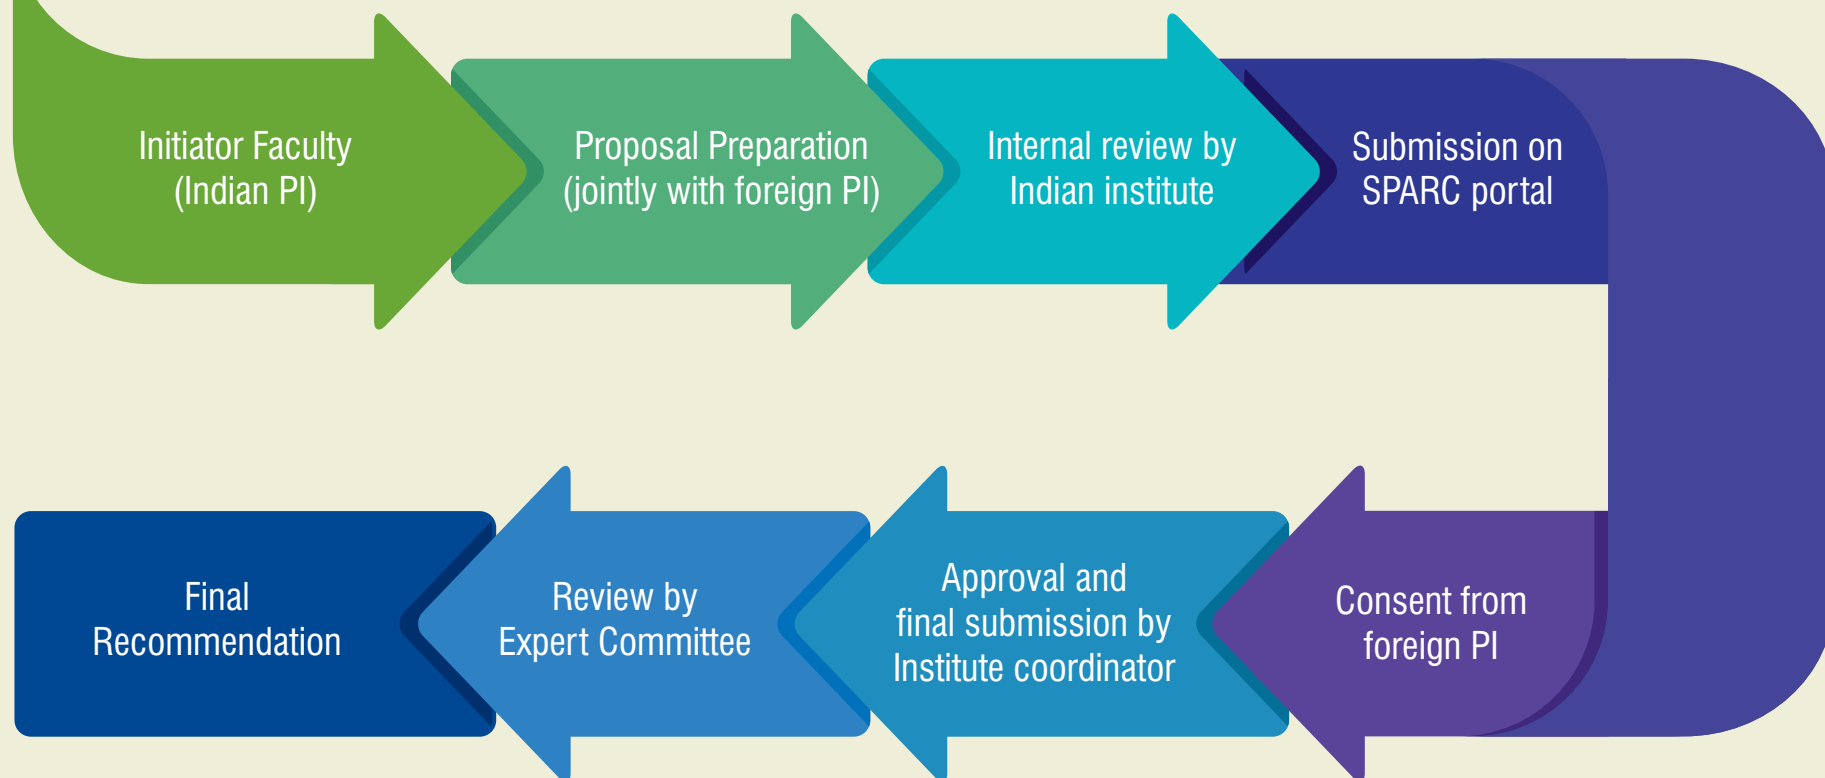 Initiator Faculty
(Indian PI)
Proposal Preparation
(jointly with foreign PI)
Internal review by
Indian institute
Submission on
SPARC portal
Consent from
foreign PI
Approval and
final submission by
Institute coordinator
Review by
Expert Committee
Final
Recommendation